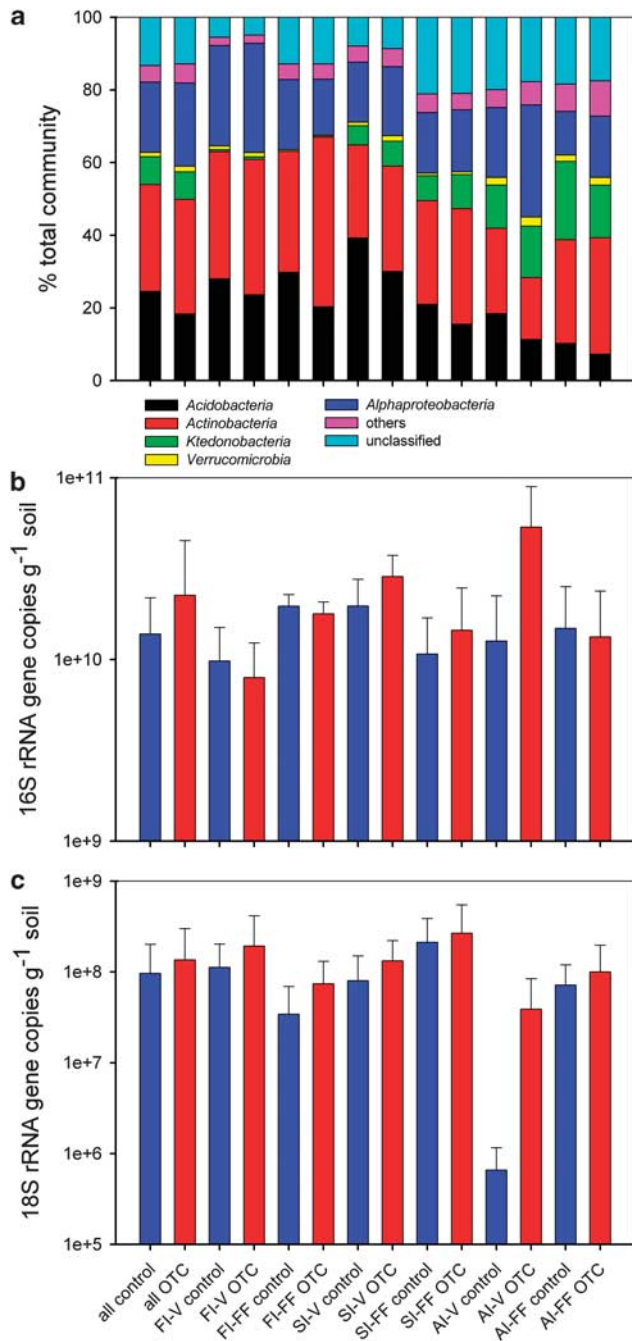 a
100
80
60
40
20
0
% total community
Acidobacteria
Actinobacteria
Ktedonobacteria
Verrucomicrobia
Alphaproteobacteria
others
unclassified
b
1e+11
1e+10
1e+9
16S rRNA gene copies g⁻¹ soil
c
1e+9
1e+8
1e+7
1e+6
1e+5
18S rRNA gene copies g⁻¹ soil
all control
all OTC
FI-V control
FI-V OTC
FI-FF control
FI-FF OTC
SI-V control
SI-V OTC
SI-FF control
SI-FF OTC
AI-V control
AI-V OTC
AI-FF control
AI-FF OTC